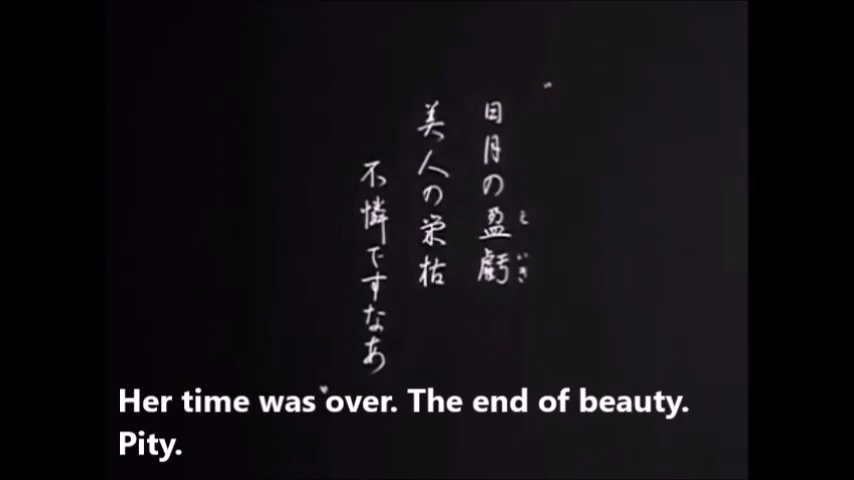 日月の盈虧
美人の栄枯
不憐ですなあ
Her time was over. The end of beauty.
Pity.